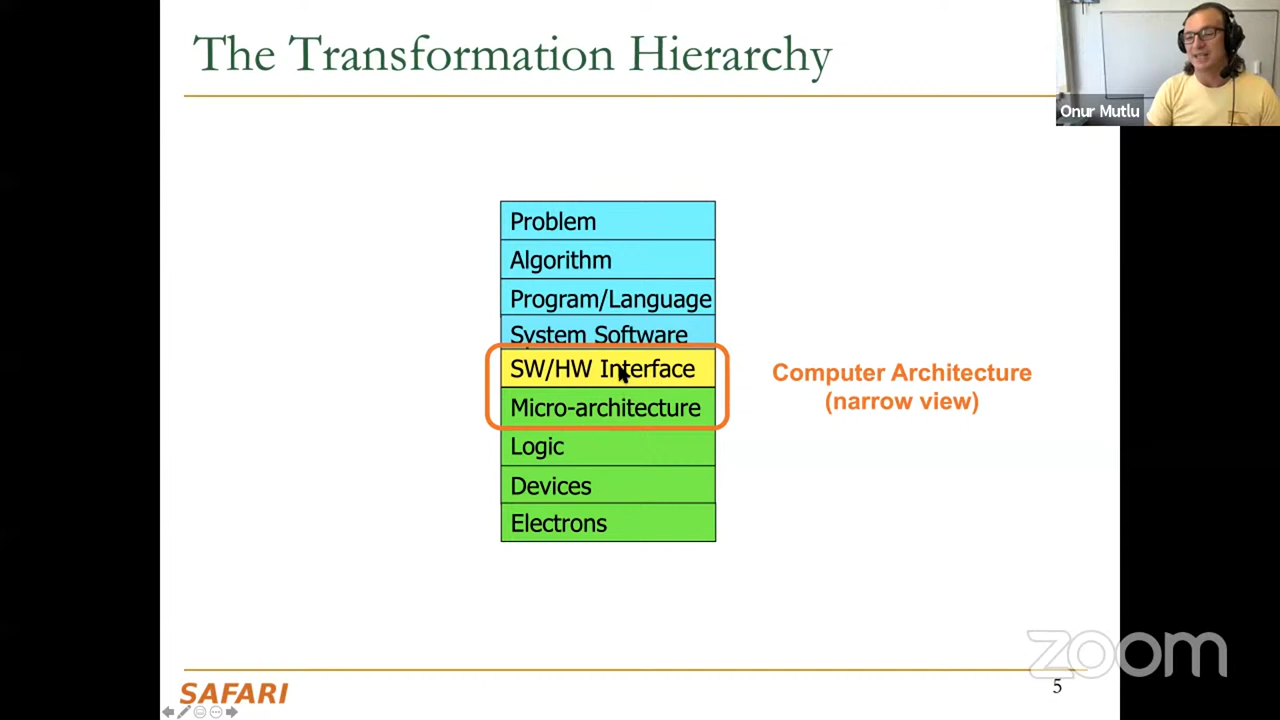 The Transformation Hierarchy
Onur Mutlu
Problem
Algorithm
Program/Language
System Software
SW/HW Interface
Micro-architecture
Logic
Devices
Electrons
Computer Architecture
(narrow view)
zoom
SAFARI
5